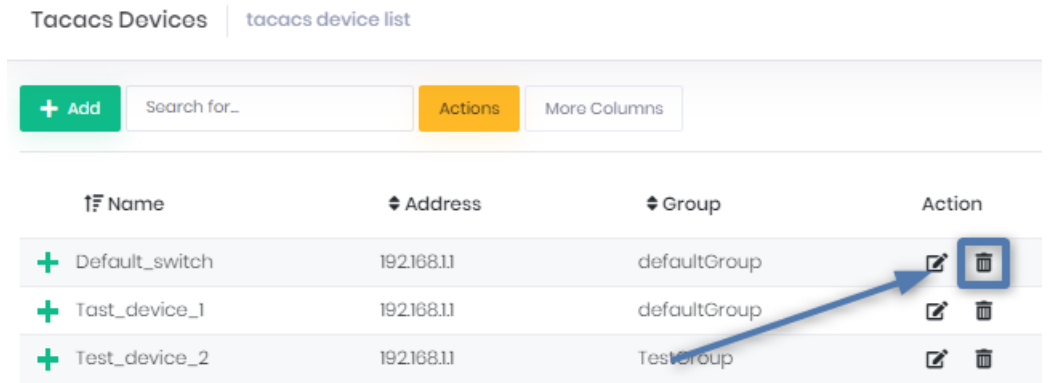 Tacacs Devices tacacs device list
Add Search for... Actions More Columns
Name Address Group Action
Default_switch 192.168.1.1 defaultGroup
Tast_device_1 192.168.1.1 defaultGroup
Test_device_2 192.168.1.1 TestGroup